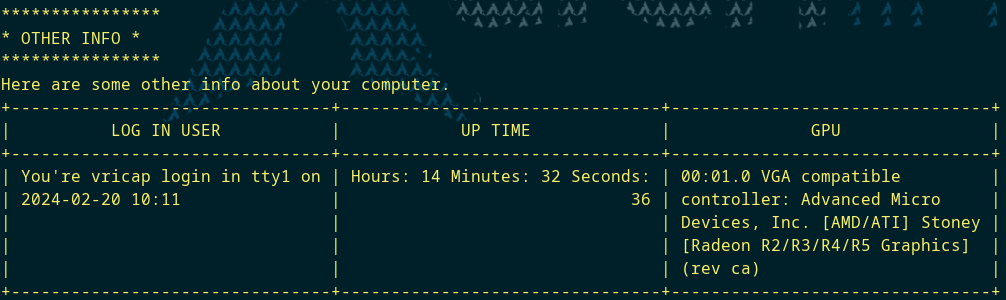 ****************
* OTHER INFO *
****************
Here are some other info about your computer.
+--------------------------------+--------------------------------+--------------------------------+
|          LOG IN USER           |            UP TIME             |              GPU               |
+--------------------------------+--------------------------------+--------------------------------+
| You're vricap login in tty1 on | Hours: 14 Minutes: 32 Seconds: | 00:01.0 VGA compatible         |
| 2024-02-20 10:11               |                             36 | controller: Advanced Micro     |
|                                |                                | Devices, Inc. [AMD/ATI] Stoney |
|                                |                                | [Radeon R2/R3/R4/R5 Graphics]  |
|                                |                                | (rev ca)                       |
+--------------------------------+--------------------------------+--------------------------------+